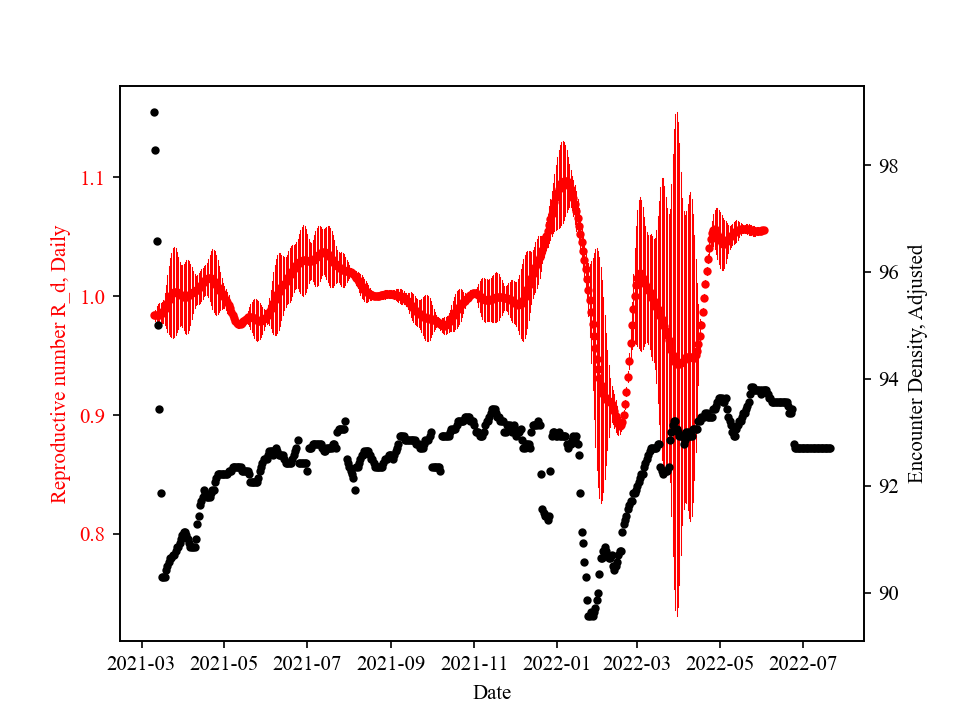 Reproductive number R_d, Daily
1.1
1.0
0.9
0.8
98
96
94
92
90
Encounter Density, Adjusted
2021-03 2021-05 2021-07 2021-09 2021-11 2022-01 2022-03 2022-05 2022-07
Date